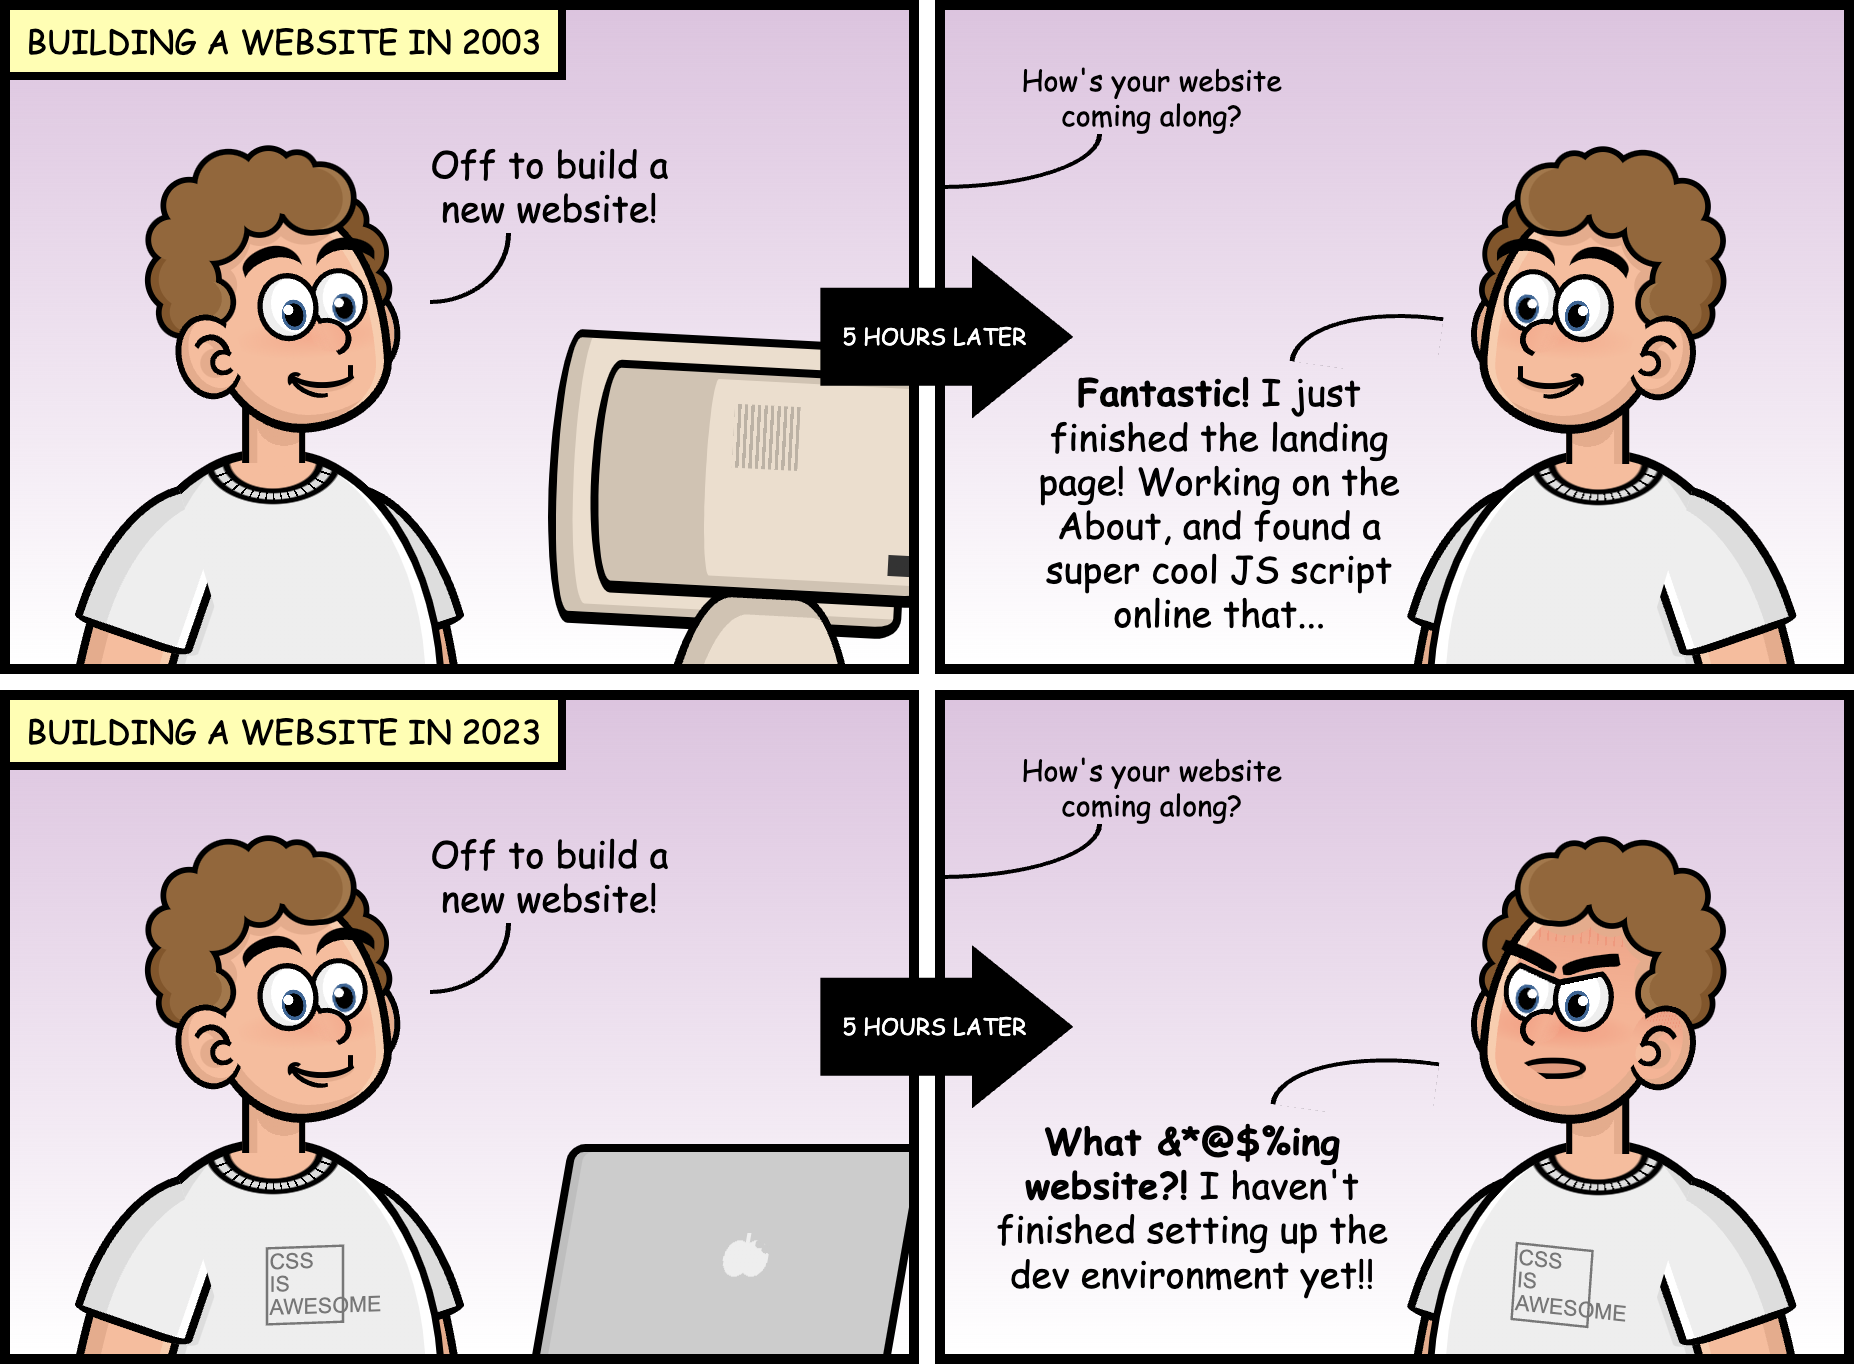 BUILDING A WEBSITE IN 2003
Off to build a
new website!
5 HOURS LATER
How's your website
coming along?
Fantastic! I just
finished the landing
page! Working on the
About, and found a
super cool JS script
online that...
BUILDING A WEBSITE IN 2023
Off to build a
new website!
CSS
IS
AWESOME
5 HOURS LATER
How's your website
coming along?
What &*@$%ing
website?! I haven't
finished setting up the
dev environment yet!!
CSS
IS
AWESOME